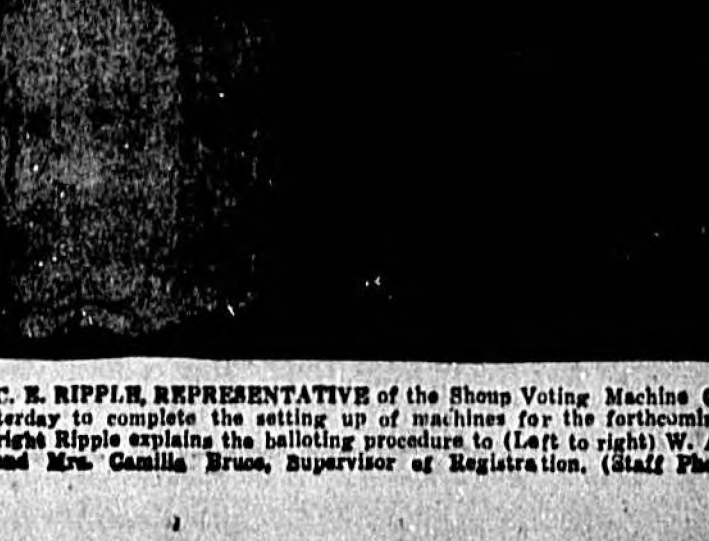 C. E. RIPPLE, REPRESENTATIVE of the Shoup Voting Machine C
terday to complete the setting up of machines for the forthcomin
right Ripple explains the balloting procedure to (Left to right) W. A
and Mrs. Camilla Bruce, Supervisor of Registration. (Staff Pho